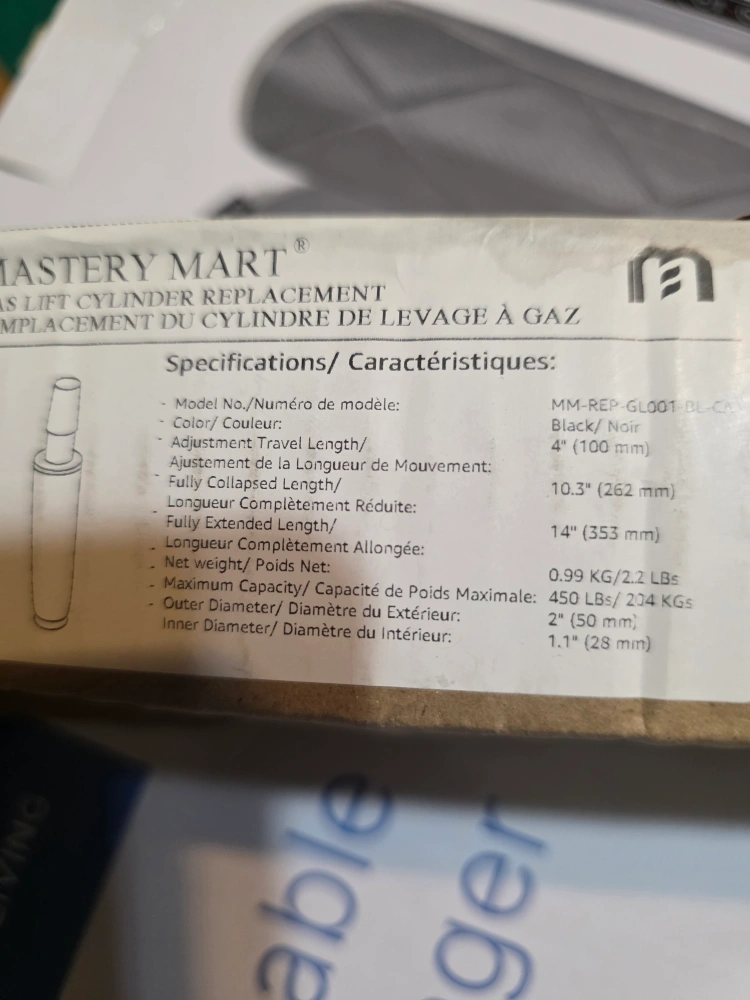 MASTERY MART®
AS LIFT CYLINDER REPLACEMENT
MPLACEMENT DU CYLINDRE DE LEVAGE À GAZ
Specifications/ Caractéristiques:
- Model No./Numéro de modèle: MM-REP-GL001-BL-CA
- Color/ Couleur: Black/ Noir
- Adjustment Travel Length/ 4" (100 mm)
Ajustement de la Longueur de Mouvement:
- Fully Collapsed Length/ 10.3" (262 mm)
Longueur Complètement Réduite:
- Fully Extended Length/ 14" (353 mm)
Longueur Complètement Allongée:
- Net weight/ Poids Net: 0.99 KG/2.2 LBs
- Maximum Capacity/ Capacité de Poids Maximale: 450 LBs/ 204 KGs
- Outer Diameter/ Diamètre du Extérieur: 2" (50 mm)
- Inner Diameter/ Diamètre du Intérieur: 1.1" (28 mm)
able
ger